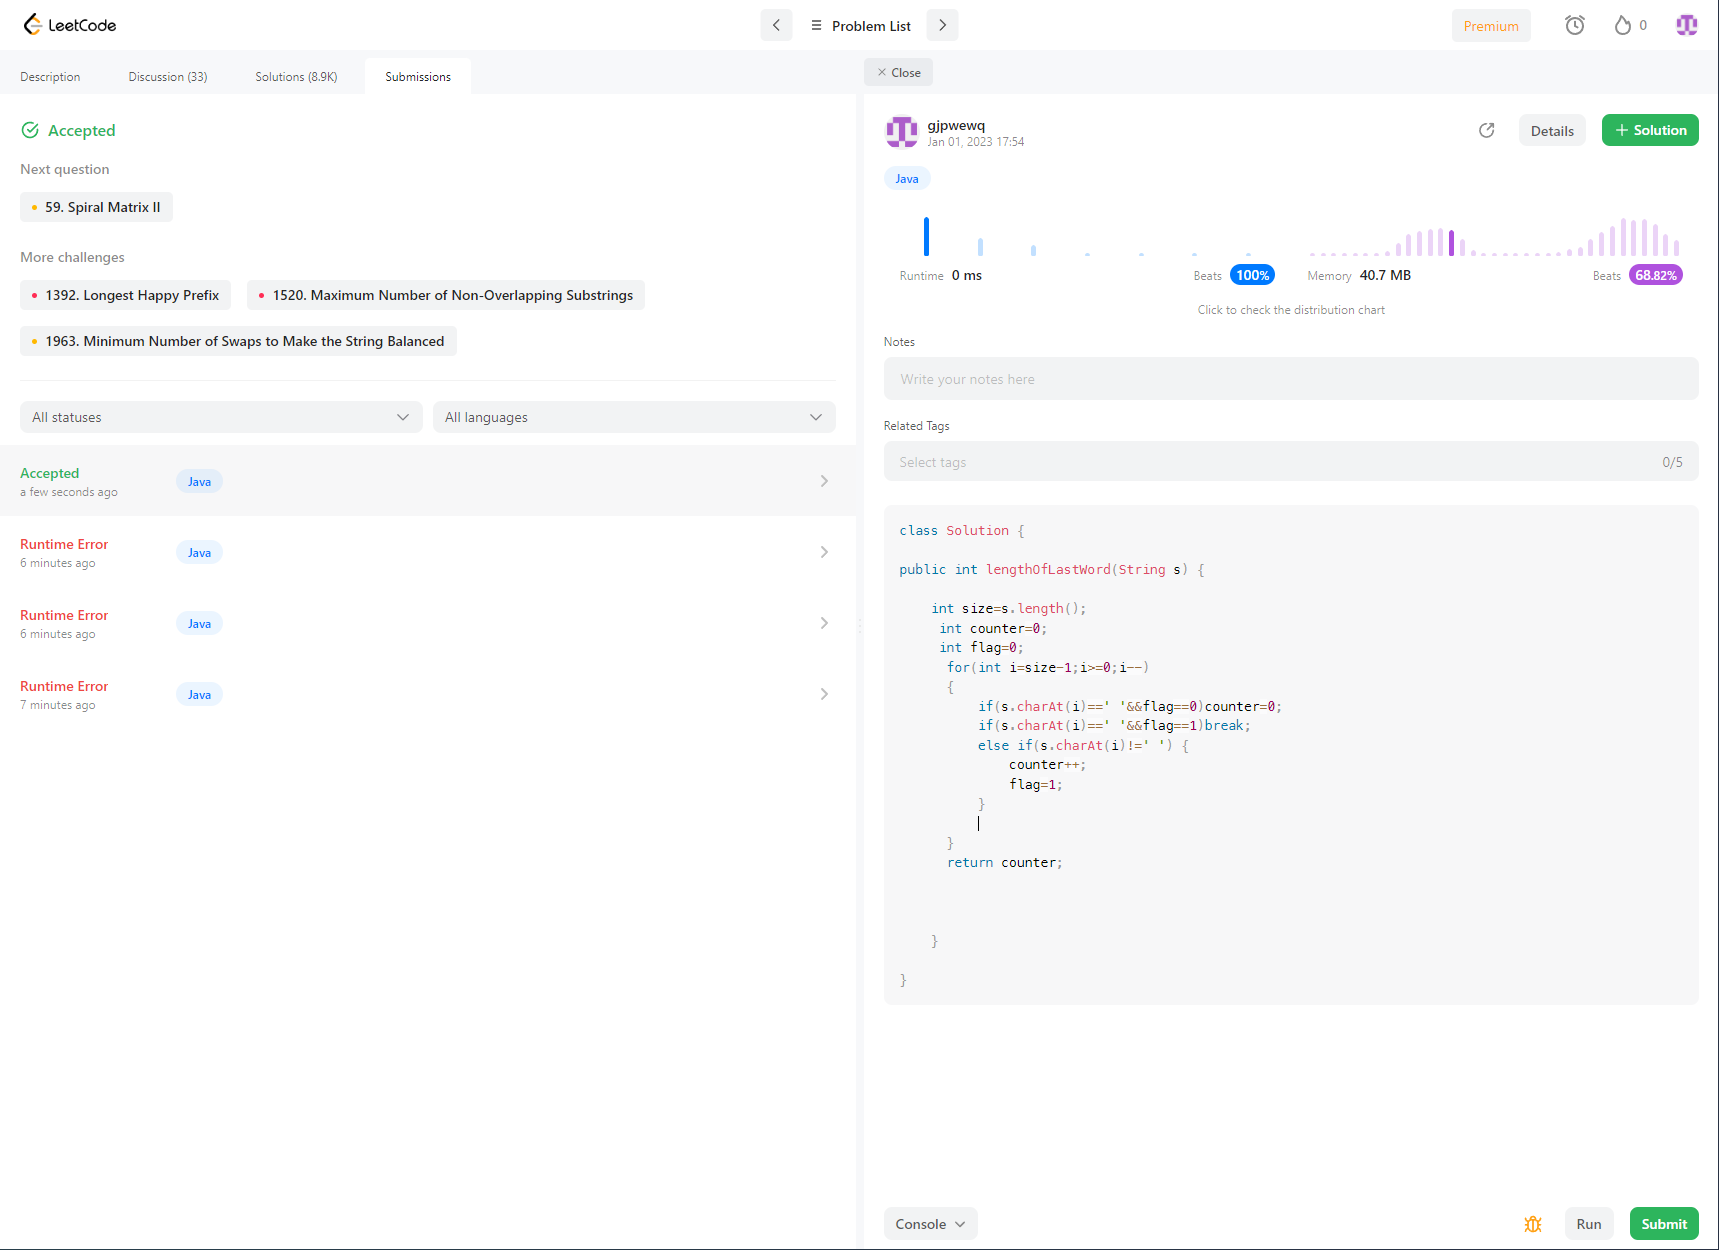 LeetCode
Problem List
Premium
0
Description
Discussion (33)
Solutions (8.9K)
Submissions
Close
Accepted
Next question
59. Spiral Matrix II
More challenges
1392. Longest Happy Prefix
1520. Maximum Number of Non-Overlapping Substrings
1963. Minimum Number of Swaps to Make the String Balanced
All statuses
All languages
Accepted
a few seconds ago
Java
Runtime Error
6 minutes ago
Java
Runtime Error
6 minutes ago
Java
Runtime Error
7 minutes ago
Java
gjpwewq
Jan 01, 2023 17:54
Details
+ Solution
Java
Runtime 0 ms
Beats 100%
Memory 40.7 MB
Beats 68.82%
Click to check the distribution chart
Notes
Write your notes here
Related Tags
Select tags
0/5
class Solution {
public int lengthOfLastWord(String s) {
int size=s.length();
int counter=0;
int flag=0;
for(int i=size-1;i>=0;i--)
{
if(s.charAt(i)==' '&&flag==0)counter=0;
if(s.charAt(i)==' '&&flag==1)break;
else if(s.charAt(i)!=' ') {
counter++;
flag=1;
}
}
return counter;
}
}
Console
Run
Submit